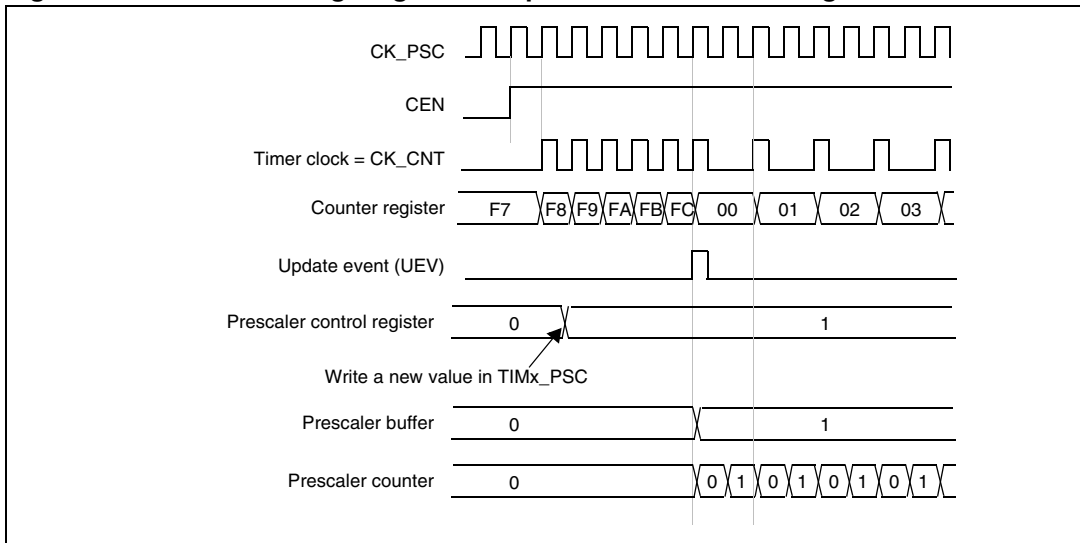 CK_PSC
CEN
Timer clock = CK_CNT
Counter register F7 F8 F9 FA FB FC 00 01 02 03
Update event (UEV)
Prescaler control register 0 1
Write a new value in TIMx_PSC
Prescaler buffer 0 1
Prescaler counter 0 0 1 0 1 0 1 0 1